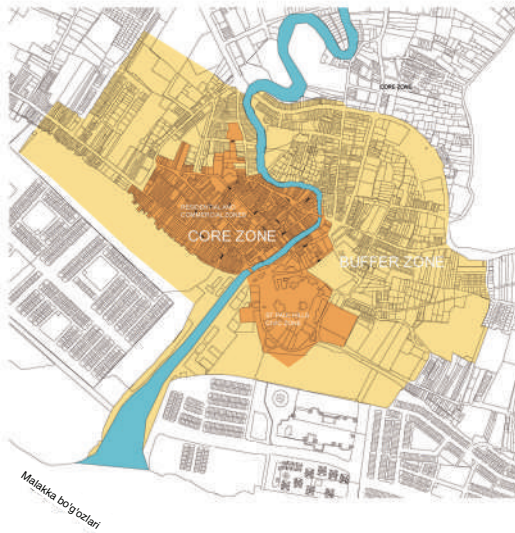 CORE ZONE
RESIDENTIAL AND
COMMERCIAL ZONE
CORE ZONE
BUFFER ZONE
Malakka bo'g'ozlari